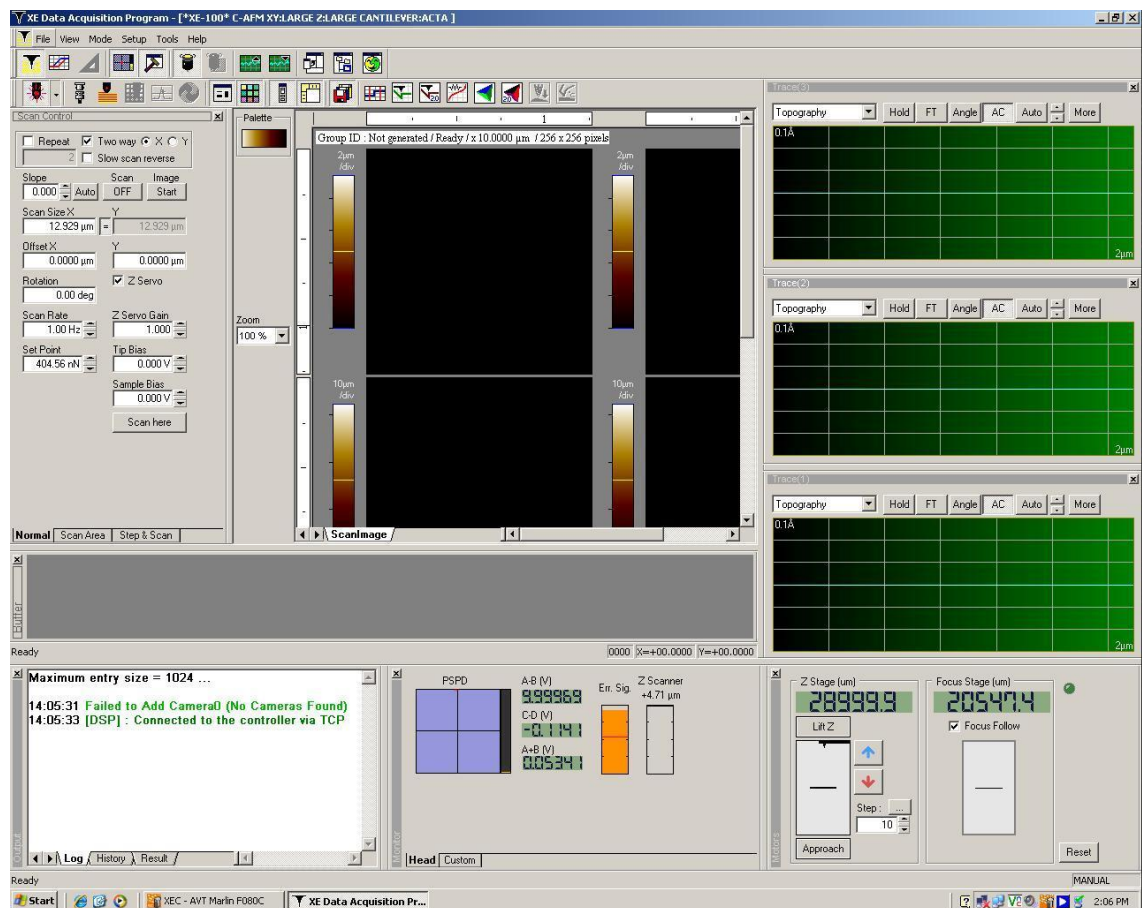 XE Data Acquisition Program - [*XE-100* C-AFM XY:LARGE Z:LARGE CANTILEVER:ACTA ]
File View Mode Setup Tools Help
Scan Control
Repeat Two way X Y
2 Slow scan reverse
Slope Scan Image
0.000 Auto OFF Start
Scan Size X Y
12.929 µm = 12.929 µm
Offset X Y
0.0000 µm 0.0000 µm
Rotation Z Servo
0.00 deg
Scan Rate Z Servo Gain
1.00 Hz 1.000
Set Point Tip Bias
404.56 nN 0.000 V
Sample Bias
0.000 V
Scan here
Normal Scan Area Step & Scan
Palette
Zoom
100 %
1
Group ID : Not generated / Ready / x 10.0000 µm / 256 x 256 pixels
2µm
/div
2µm
/div
10µm
/div
10µm
/div
ScanImage
Trace(3)
Topography Hold FT Angle AC Auto More
0.1Å
2µm
Trace(2)
Topography Hold FT Angle AC Auto More
0.1Å
2µm
Trace(1)
Topography Hold FT Angle AC Auto More
0.1Å
2µm
Buffer
Ready 0000 X=+00.0000 Y=+00.0000
Output
Maximum entry size = 1024 ...
14:05:31 Failed to Add Camera0 (No Cameras Found)
14:05:33 [DSP] : Connected to the controller via TCP
Log History Result
Monitor
PSPD
A-B (V)
9.99969
C-D (V)
-0.1141
A+B (V)
0.05341
Err. Sig.
Z Scanner
+4.71 µm
Head Custom
Motors
Z Stage (um)
28999.9
Lift Z
Step : ...
10
Approach
Focus Stage (um)
20547.4
Focus Follow
Reset
Ready MANUAL
Start XEC - AVT Marlin F080C XE Data Acquisition Pr... 2:06 PM